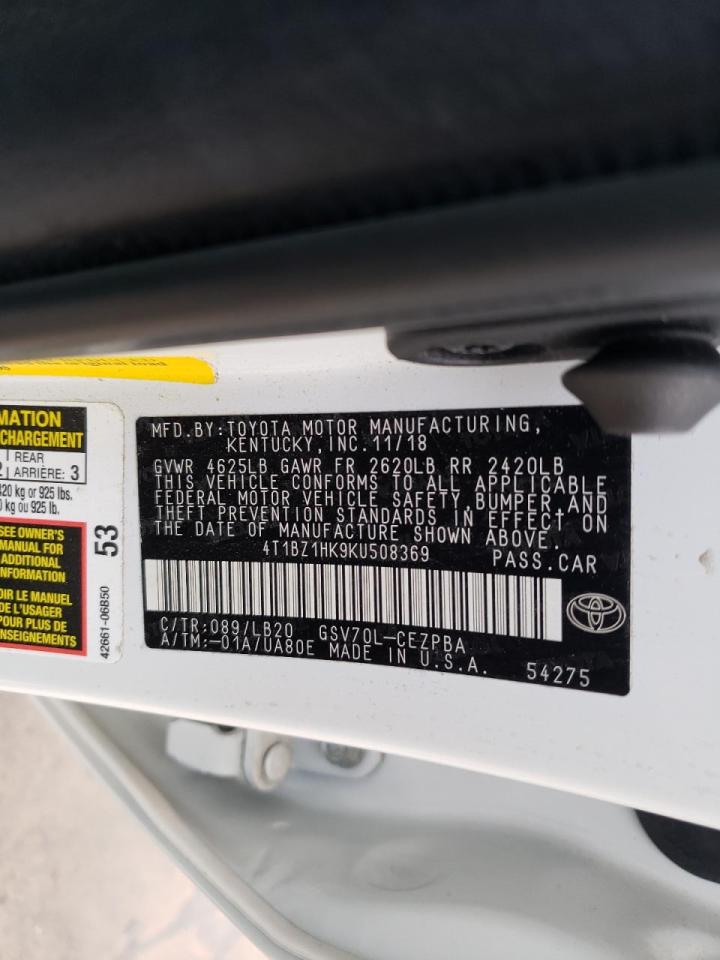 MATION
CHARGEMENT
REAR
ARRIÈRE: 3
420 kg or 925 lbs.
kg ou 925 lb.
SEE OWNER'S
MANUAL FOR
ADDITIONAL
INFORMATION
LE MANUEL
DE L'USAGER
POUR PLUS DE
53
42661-06B50
MFD.BY:TOYOTA MOTOR MANUFACTURING,
KENTUCKY,INC.11/18
GVWR 4625LB GAWR FR 2620LB RR 2420LB
THIS VEHICLE CONFORMS TO ALL APPLICABLE
FEDERAL MOTOR VEHICLE SAFETY,BUMPER,AND
THEFT PREVENTION STANDARDS IN EFFECT ON
THE DATE OF MANUFACTURE SHOWN ABOVE.
4T1BZ1HK9KU508369 PASS.CAR
C/TR:089/LB20 GSV70L-CEZPBA
A/TM:-01A/UA80E MADE IN U.S.A. 54275